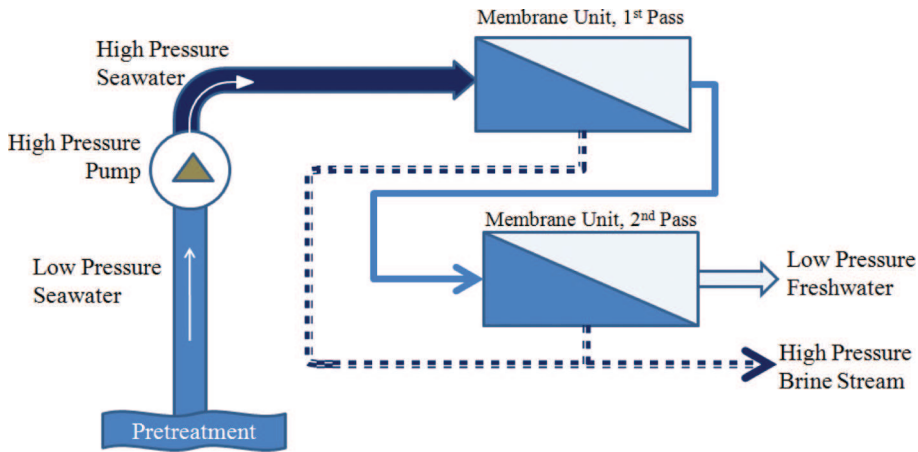 Membrane Unit, 1st Pass
High Pressure
Seawater
High Pressure
Pump
Membrane Unit, 2nd Pass
Low Pressure
Seawater
Low Pressure
Freshwater
High Pressure
Brine Stream
Pretreatment